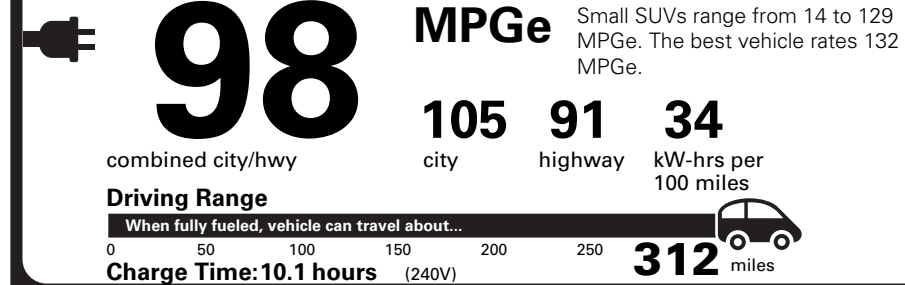 98
MPGe
Small SUVs range from 14 to 129
MPGe. The best vehicle rates 132
MPGe.
105 91 34
combined city/hwy city highway kW-hrs per
100 miles
Driving Range
When fully fueled, vehicle can travel about...
0 50 100 150 200 250 312 miles
Charge Time:10.1 hours (240V)